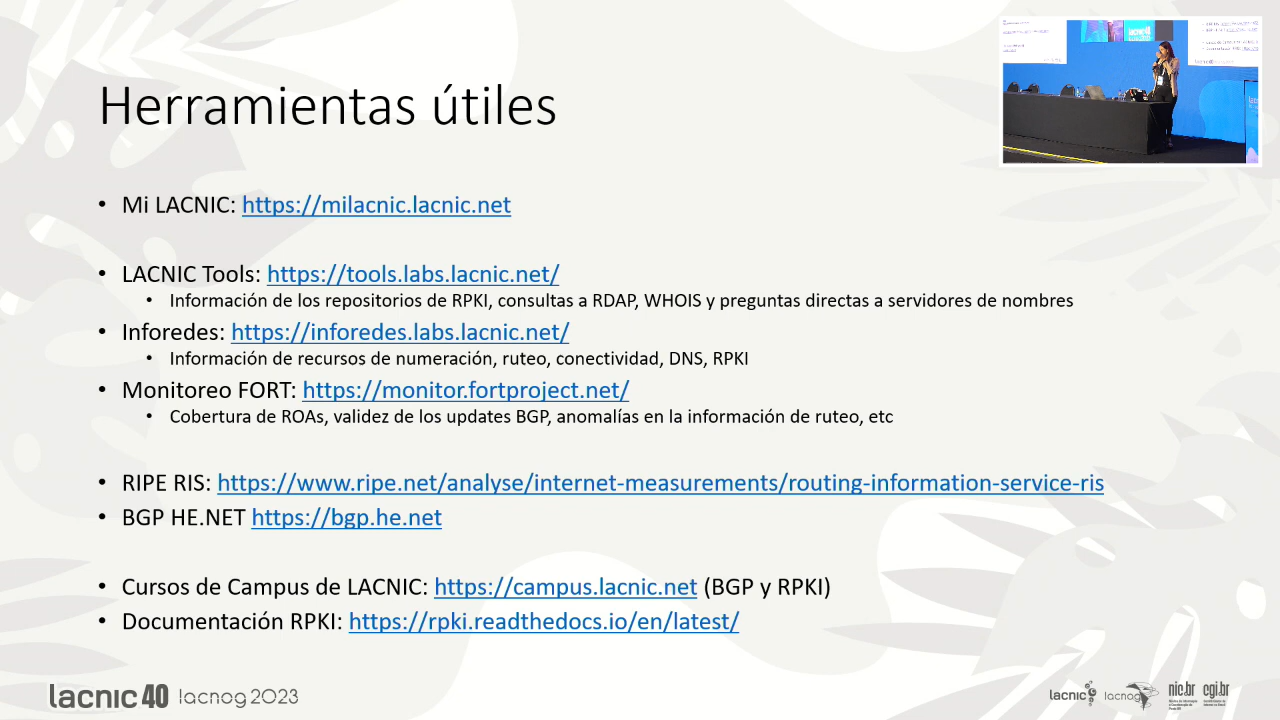 Herramientas útiles
• Mi LACNIC: https://milacnic.lacnic.net
• LACNIC Tools: https://tools.labs.lacnic.net/
• Información de los repositorios de RPKI, consultas a RDAP, WHOIS y preguntas directas a servidores de nombres
• Inforedes: https://inforedes.labs.lacnic.net/
• Información de recursos de numeración, ruteo, conectividad, DNS, RPKI
• Monitoreo FORT: https://monitor.fortproject.net/
• Cobertura de ROAs, validez de los updates BGP, anomalías en la información de ruteo, etc
• RIPE RIS: https://www.ripe.net/analyse/internet-measurements/routing-information-service-ris
• BGP HE.NET https://bgp.he.net
• Cursos de Campus de LACNIC: https://campus.lacnic.net (BGP y RPKI)
• Documentación RPKI: https://rpki.readthedocs.io/en/latest/
lacnic 40 lacnog 2023
lacnic lacnog nic.br cgi.br